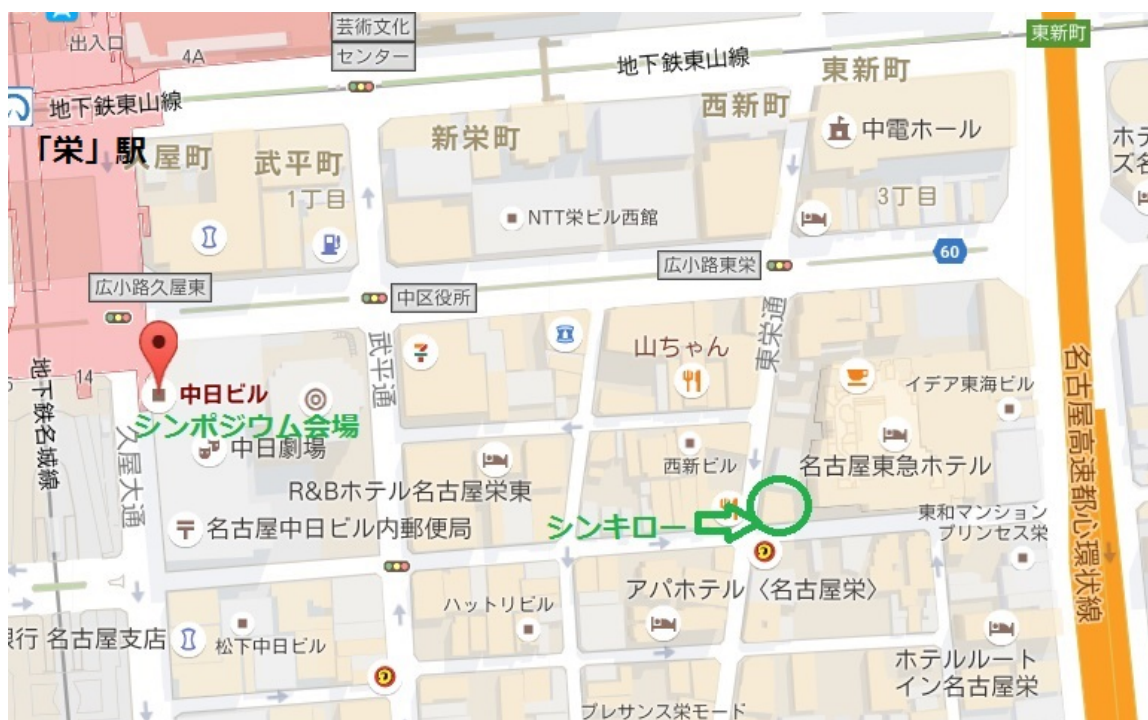 芸術文化
センター
東新町
出入口
4A
地下鉄東山線
東新町
地下鉄東山線
西新町
新栄町
中電ホール
「栄」駅
屋町
武平町
1丁目
3丁目
NTT栄ビル西館
60
広小路東栄
広小路久屋東
中区役所
山ちゃん
東栄通
武平通
名古屋高速都心環状線
地下鉄名城線
14
中日ビル
イデア東海ビル
シンポジウム会場
中日劇場
久屋大通
西新ビル
名古屋東急ホテル
R&Bホテル名古屋栄東
シンキロー
東和マンション
プリンセス栄
名古屋中日ビル内郵便局
アパホテル〈名古屋栄〉
ハットリビル
銀行 名古屋支店
松下中日ビル
ホテルルート
イン名古屋栄
プレサンス栄モード